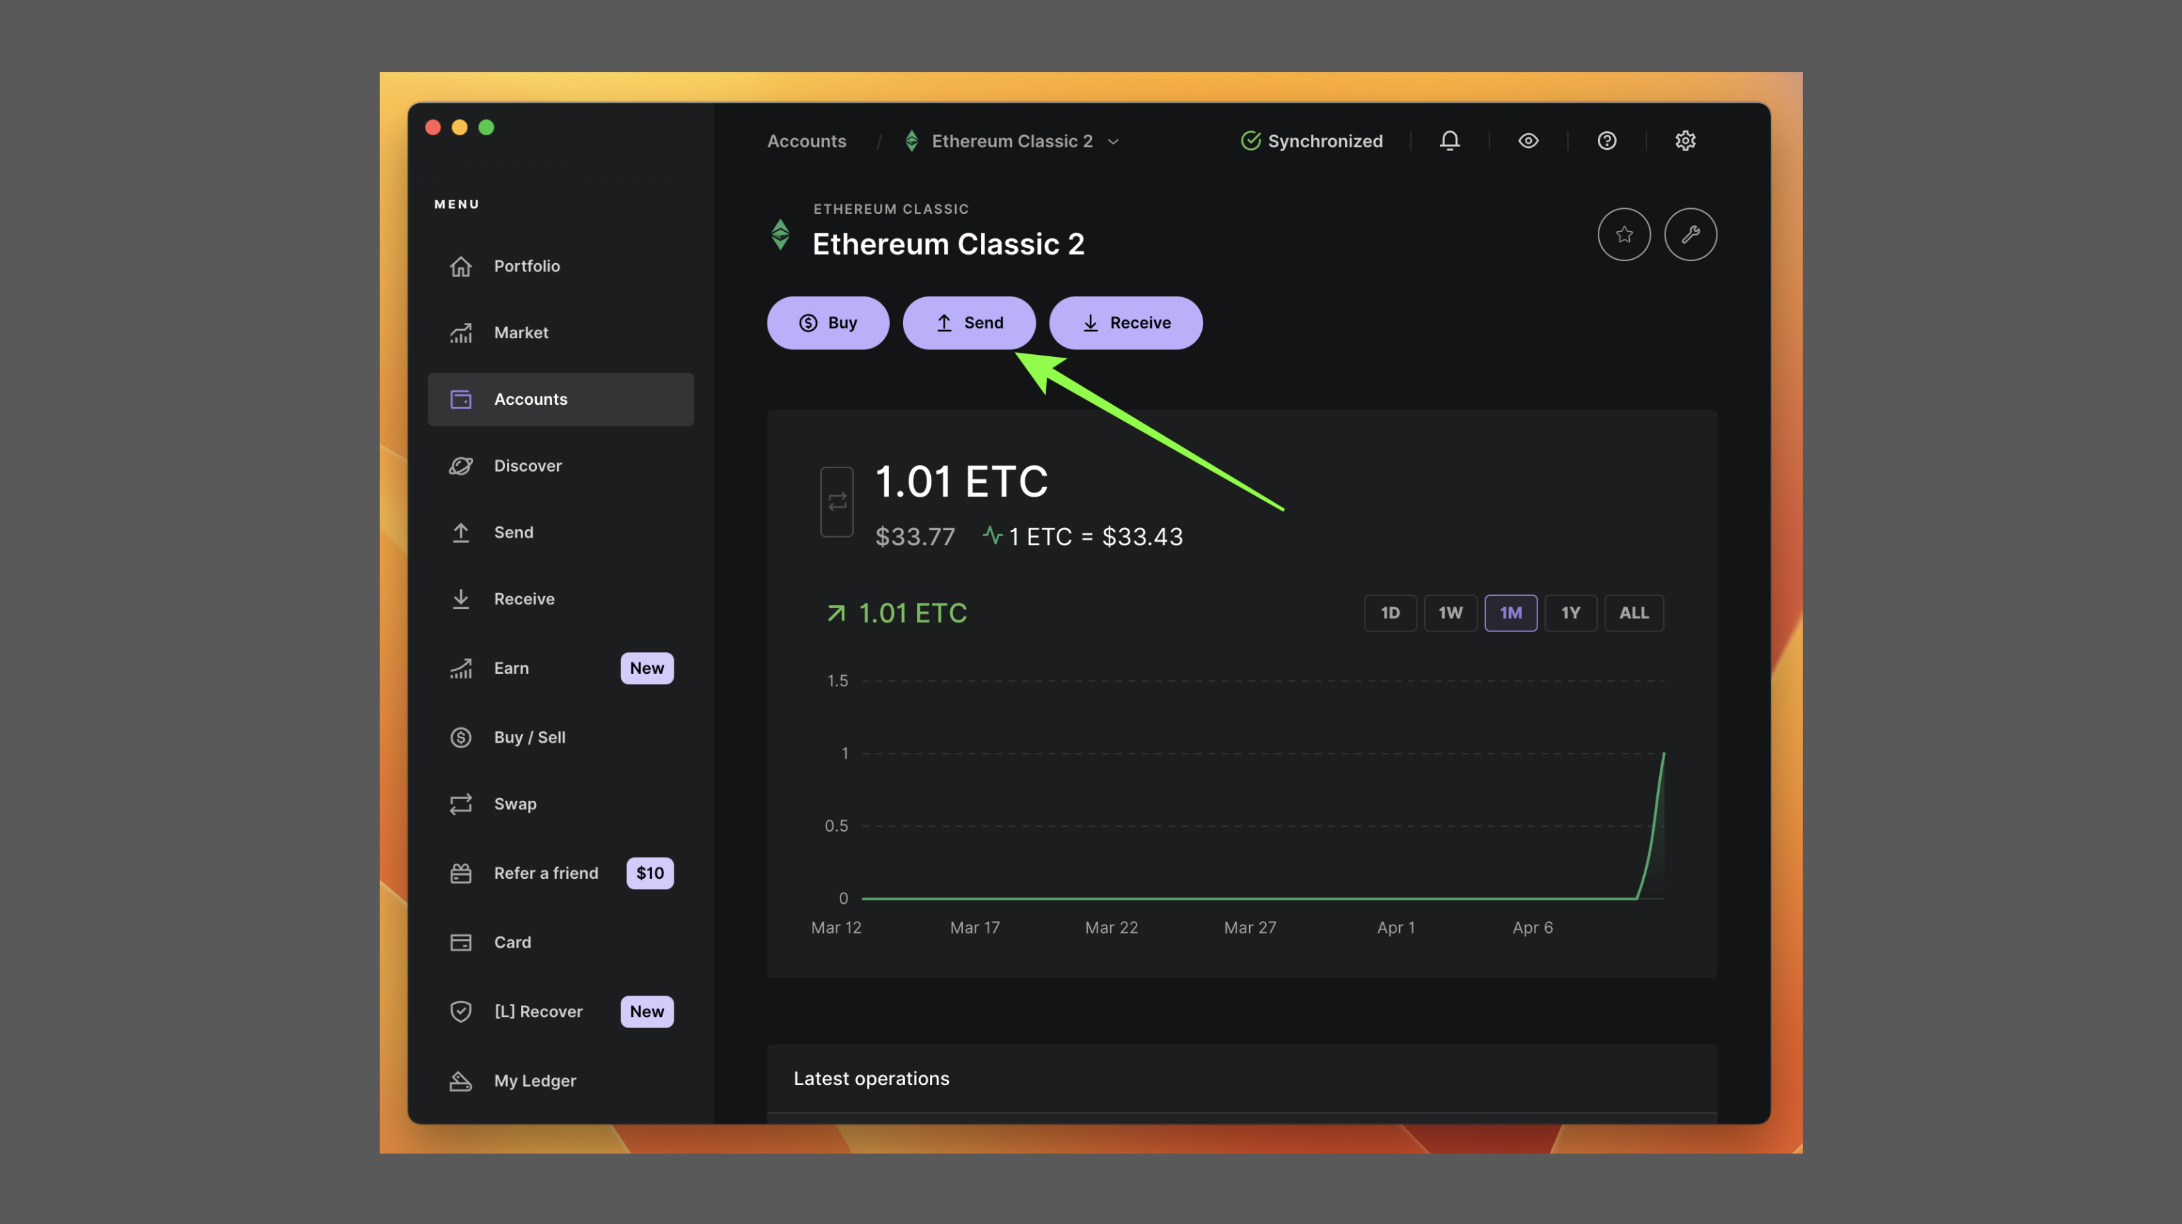 Accounts / Ethereum Classic 2 Synchronized
MENU
Portfolio
Market
Accounts
Discover
Send
Receive
Earn New
Buy / Sell
Swap
Refer a friend $10
Card
[L] Recover New
My Ledger
ETHEREUM CLASSIC
Ethereum Classic 2
Buy Send Receive
1.01 ETC
$33.77 1 ETC = $33.43
1.01 ETC
1D 1W 1M 1Y ALL
1.5
1
0.5
0
Mar 12 Mar 17 Mar 22 Mar 27 Apr 1 Apr 6
Latest operations